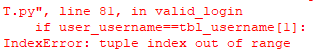 T.py", line 81, in valid_login
if user_username==tbl_username[1]:
IndexError: tuple index out of range